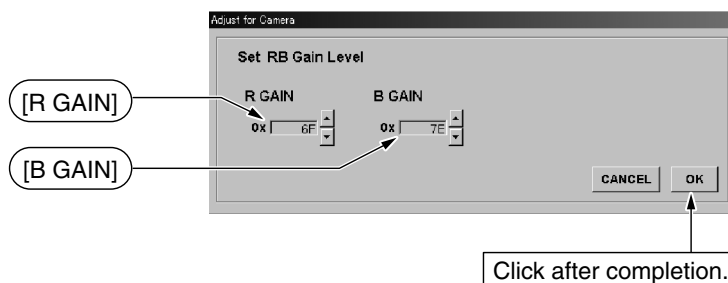 Adjust for Camera
Set RB Gain Level
[R GAIN]
R GAIN
B GAIN
0x 6F
0x 7E
[B GAIN]
CANCEL
OK
Click after completion.